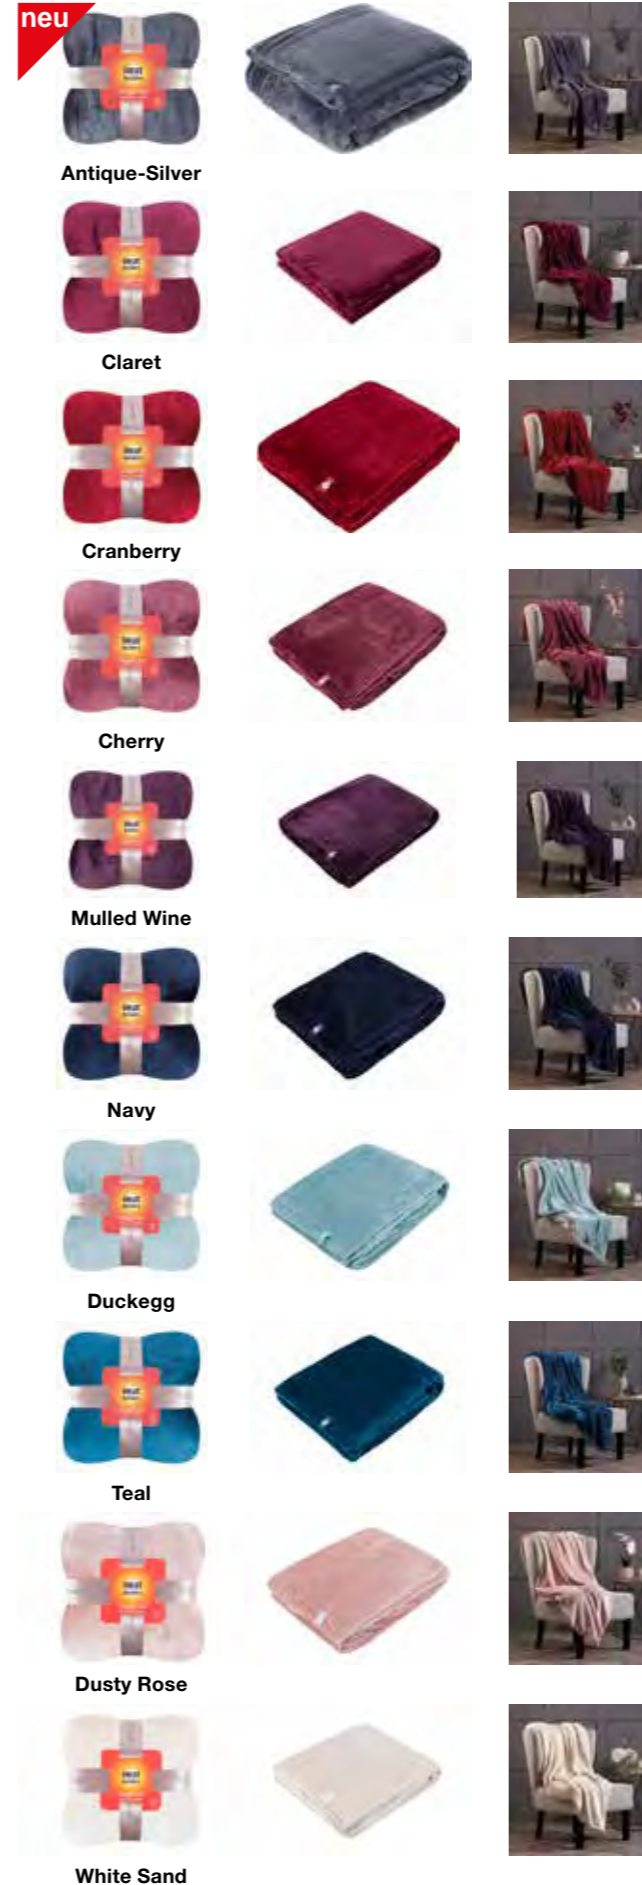 neu
Antique-Silver
Claret
Cranberry
Cherry
Mulled Wine
Navy
Duckegg
Teal
Dusty Rose
White Sand